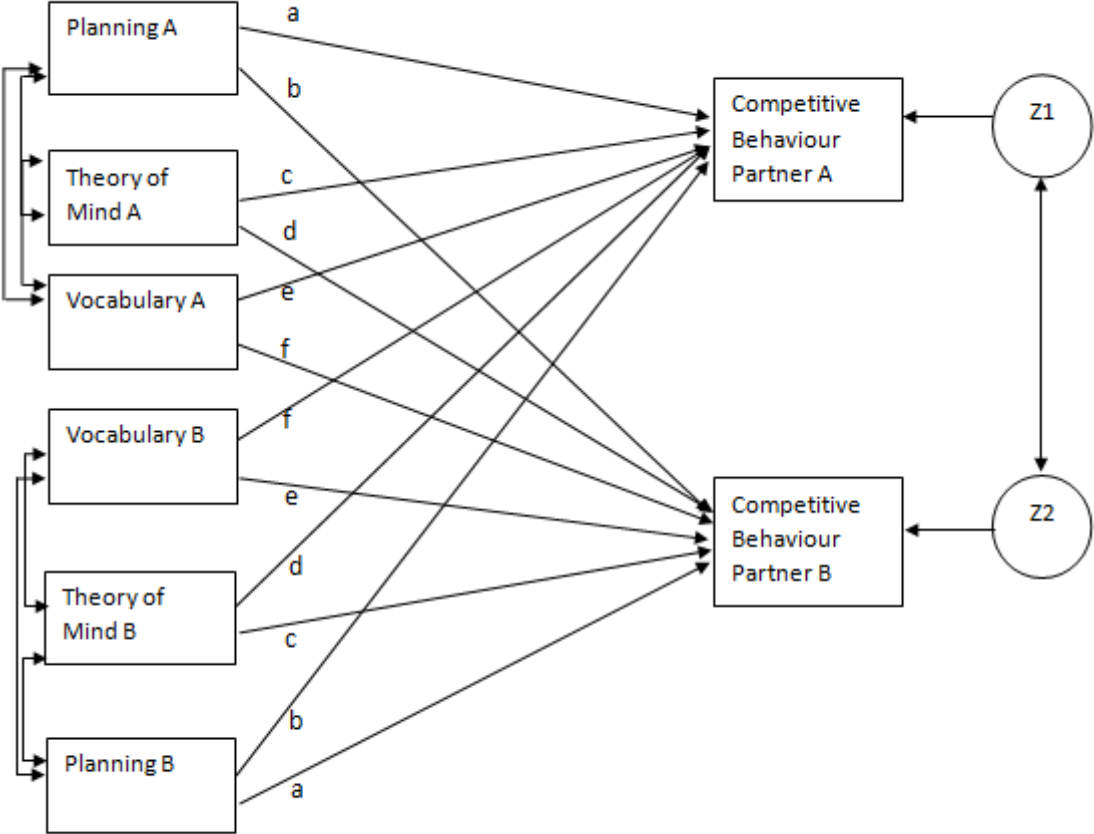 Planning A
a
b
Theory of
Mind A
c
d
Vocabulary A
e
f
Vocabulary B
f
e
Theory of
Mind B
d
c
Planning B
b
a
Competitive
Behaviour
Partner A
Z1
Competitive
Behaviour
Partner B
Z2